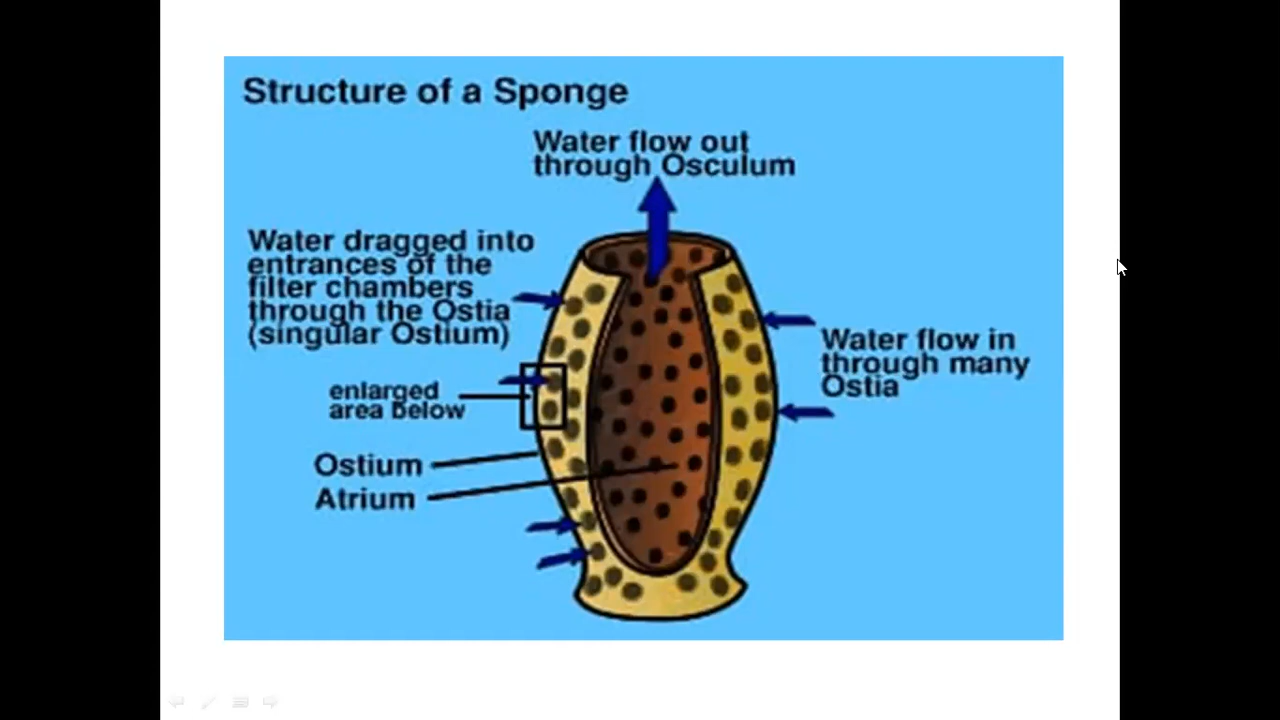 Structure of a Sponge
Water flow out
through Osculum
Water dragged into
entrances of the
filter chambers
through the Ostia
(singular Ostium)
Water flow in
through many
Ostia
enlarged
area below
Ostium
Atrium